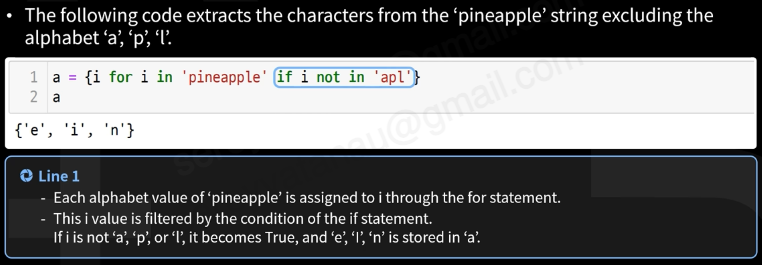 • The following code extracts the characters from the ‘pineapple’ string excluding the
alphabet ‘a’, ‘p’, ‘l’.
1 a = {i for i in 'pineapple' if i not in 'apl'}
2 a
{'e', 'i', 'n'}
Line 1
- Each alphabet value of ‘pineapple’ is assigned to i through the for statement.
- This i value is filtered by the condition of the if statement.
If i is not ‘a’, ‘p’, or ‘l’, it becomes True, and ‘e’, ‘I’, ‘n’ is stored in ‘a’.